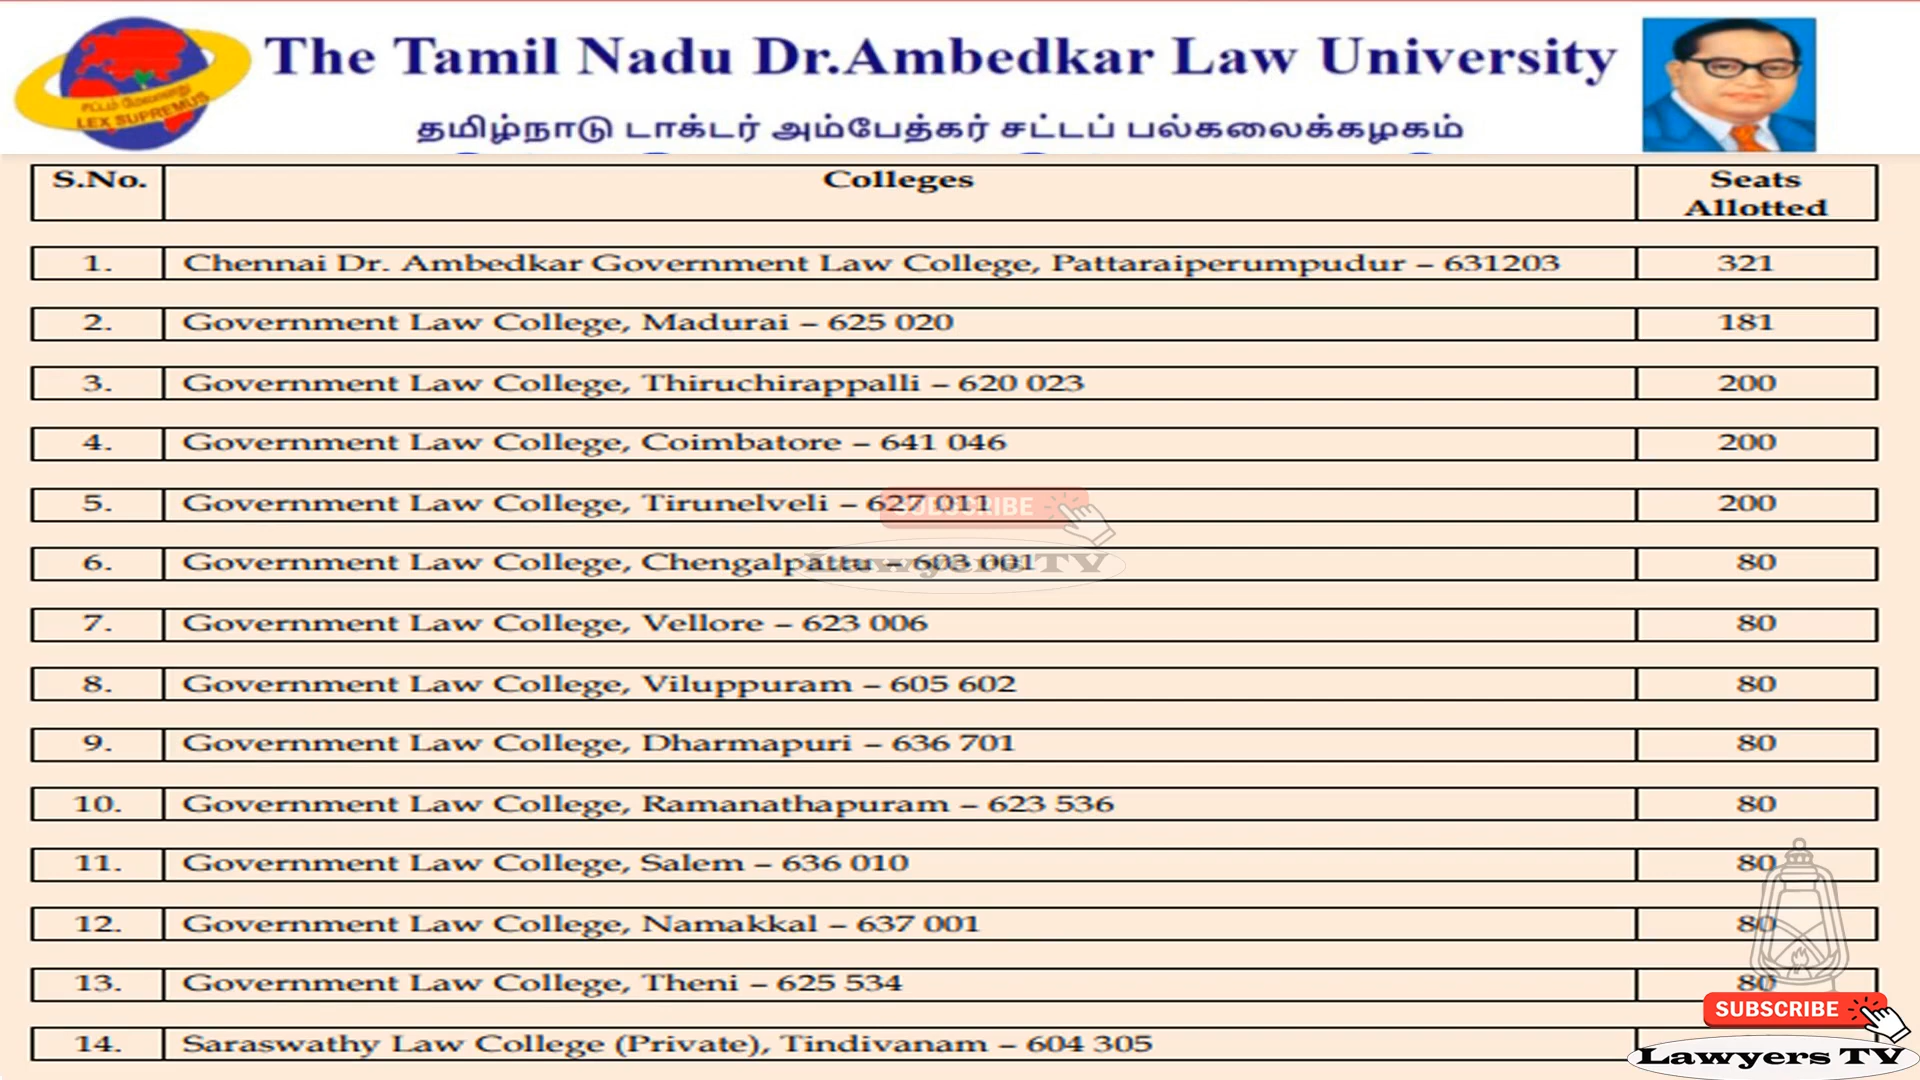 The Tamil Nadu Dr.Ambedkar Law University
தமிழ்நாடு டாக்டர் அம்பேத்கர் சட்டப் பல்கலைக்கழகம்
சட்டம் மேலானது
LEX SUPREMUS
S.No. Colleges Seats Allotted
1. Chennai Dr. Ambedkar Government Law College, Pattaraiperumpudur – 631203 321
2. Government Law College, Madurai – 625 020 181
3. Government Law College, Thiruchirappalli – 620 023 200
4. Government Law College, Coimbatore – 641 046 200
5. Government Law College, Tirunelveli – 627 011 200
SUBSCRIBE
6. Government Law College, Chengalpattu – 603 001 80
Lawyers TV
7. Government Law College, Vellore – 623 006 80
8. Government Law College, Viluppuram – 605 602 80
9. Government Law College, Dharmapuri – 636 701 80
10. Government Law College, Ramanathapuram – 623 536 80
11. Government Law College, Salem – 636 010 80
12. Government Law College, Namakkal – 637 001 80
13. Government Law College, Theni – 625 534 80
SUBSCRIBE
14. Saraswathy Law College (Private), Tindivanam – 604 305
Lawyers TV